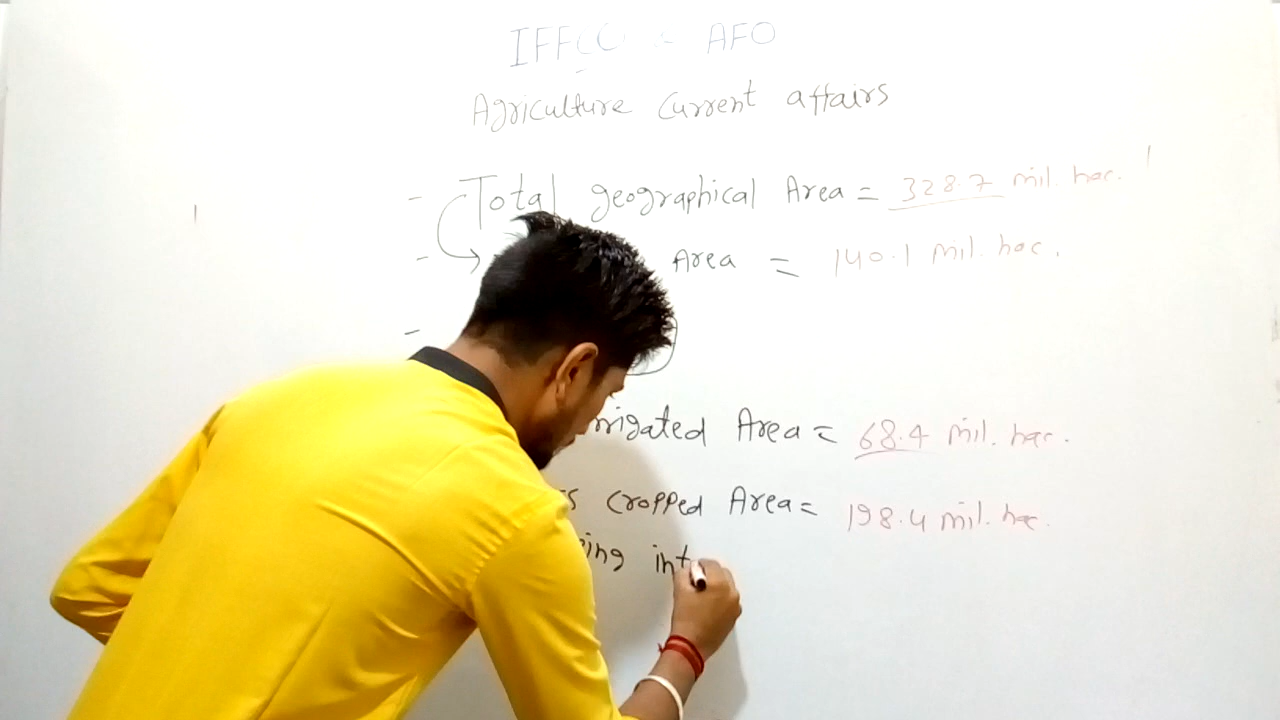 IFFCO - AFO
Agriculture current affairs
- Total geographical Area = 328.7 mil. hac.
- Area = 140.1 mil hac.
-
rrigated Area = 68.4 mil. hac.
s cropped Area = 198.4 mil. hac.
ing int